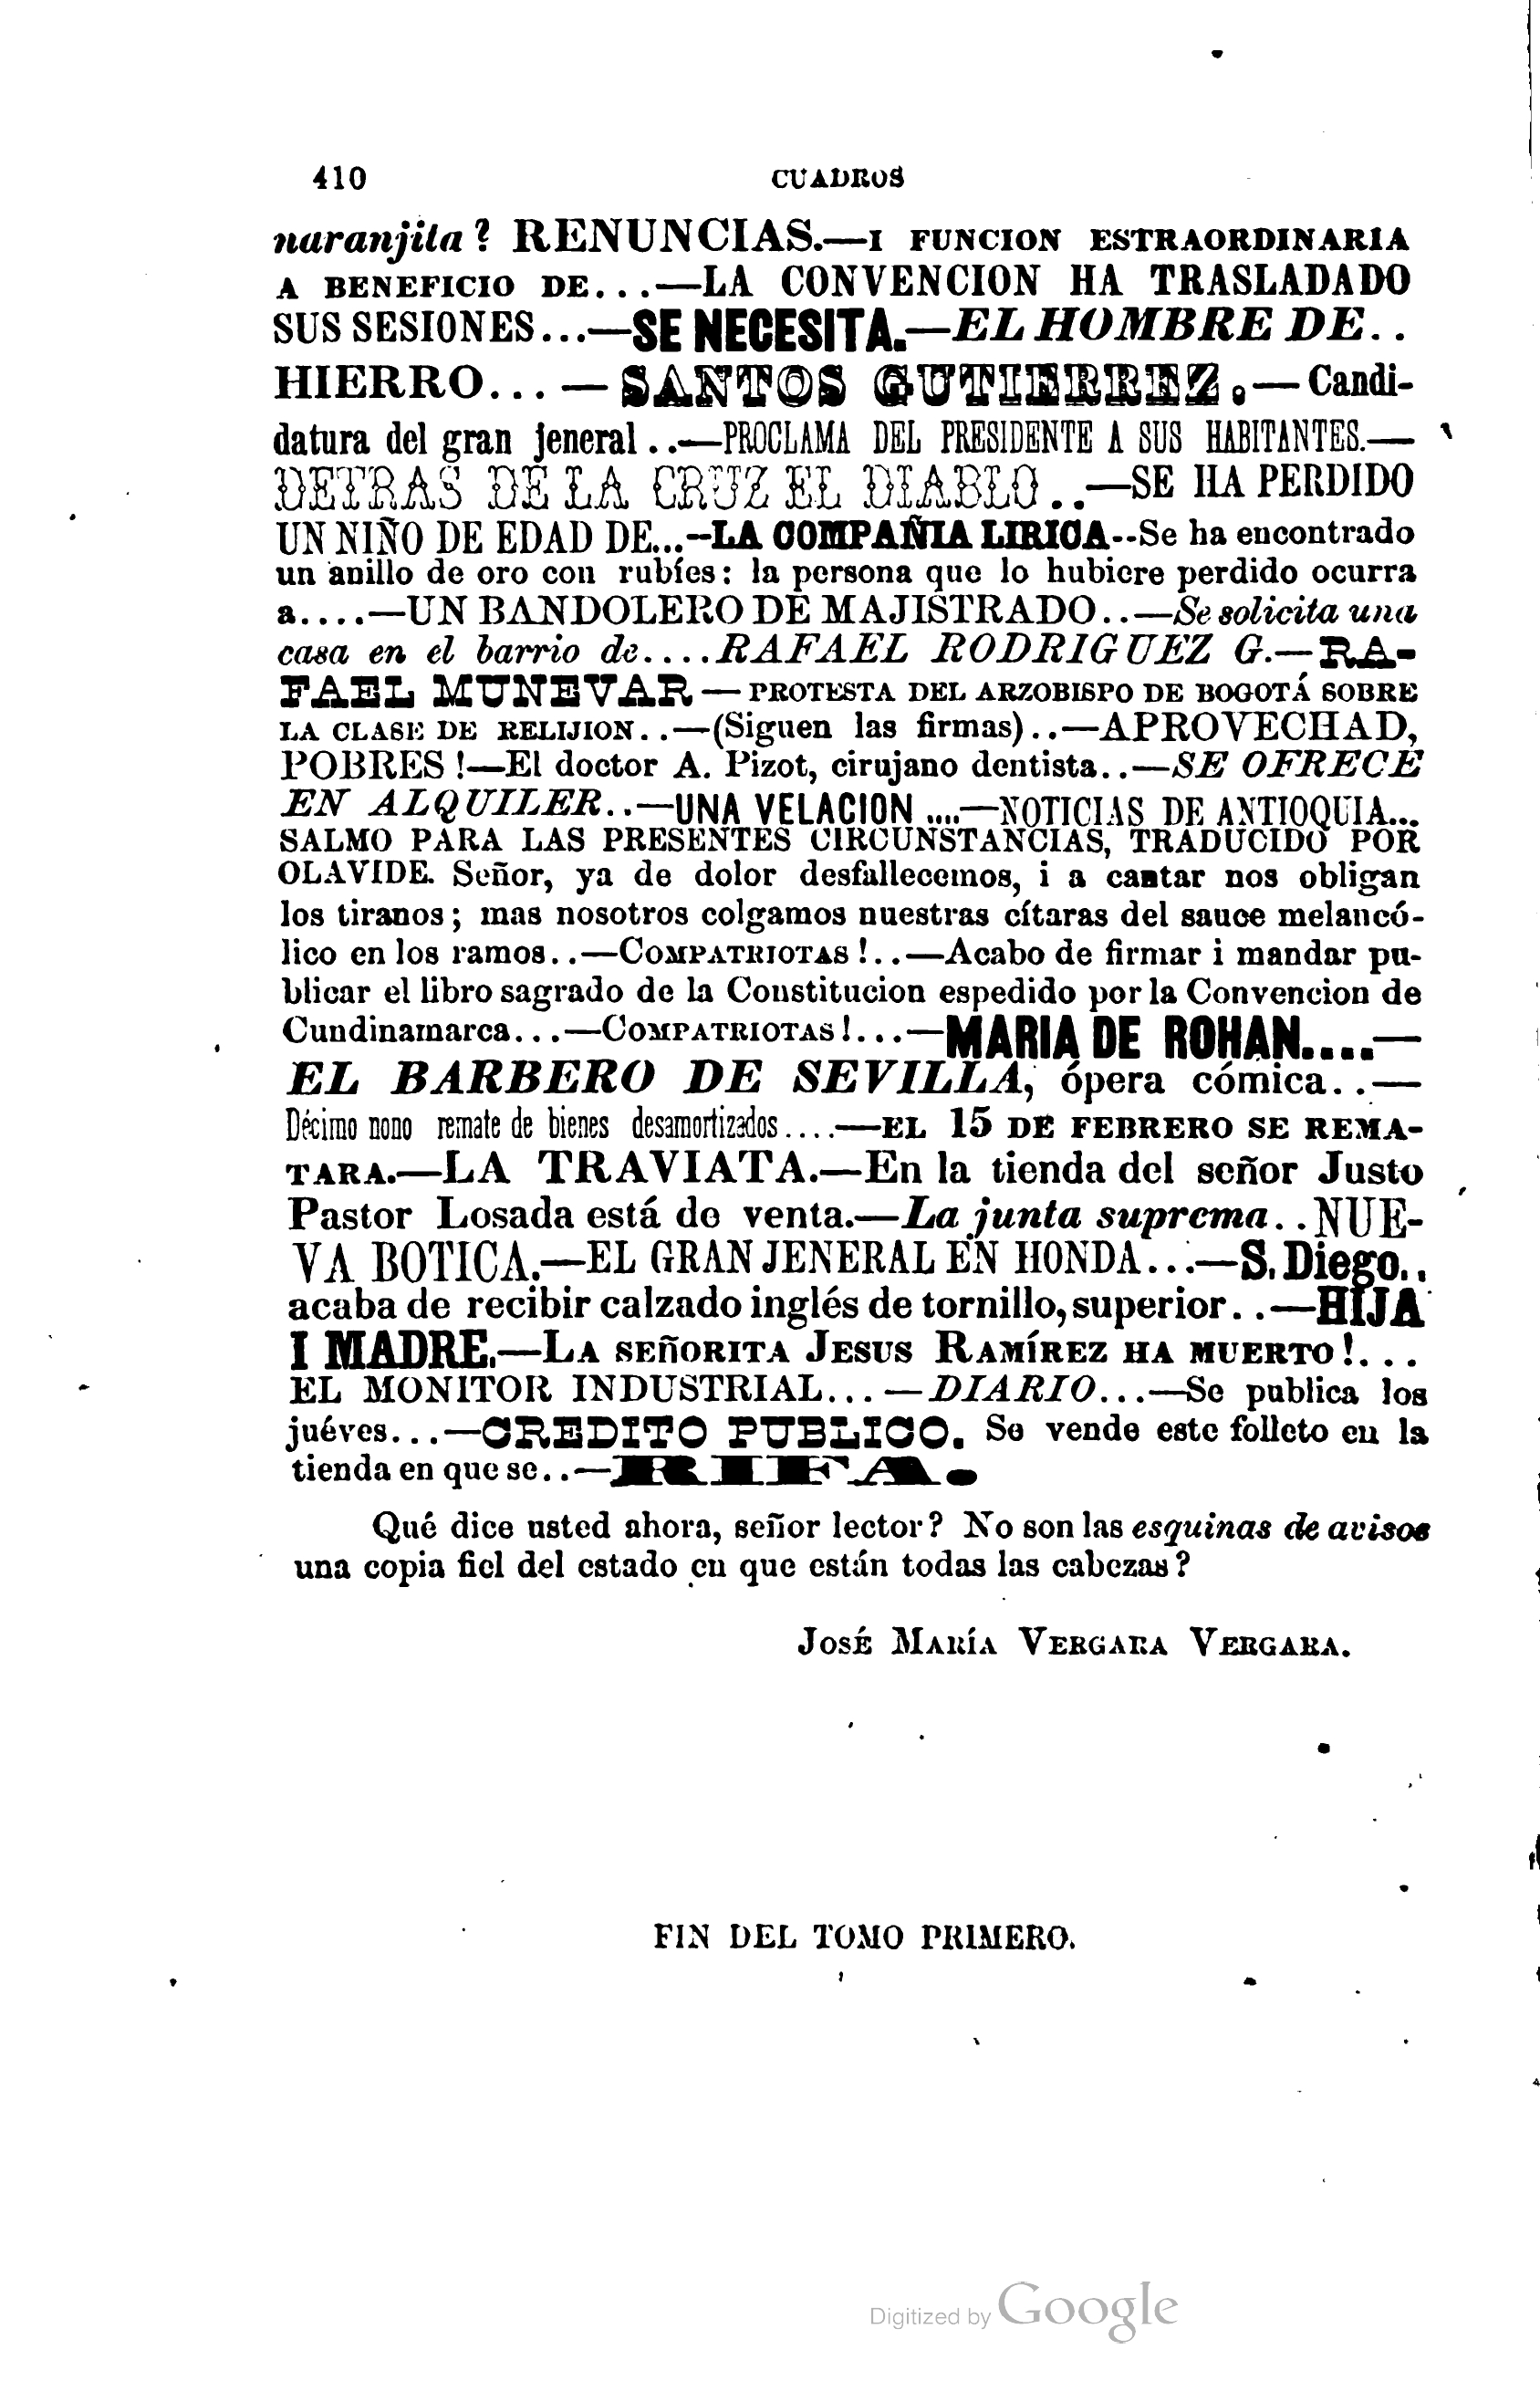 410 CUADROS
naranjita? RENUNCIAS.—I FUNCION ESTRAORDINARIA
A BENEFICIO DE...—LA CONVENCION HA TRASLADADO
SUS SESIONES...—SE NECESITA.—EL HOMBRE DE..
HIERRO...—SANTOS GUTIERREZ.—Candi-
datura del gran jeneral..—PROCLAMA DEL PRESIDENTE A SUS HABITANTES.—
DETRAS DE LA CRUZ EL DIABLO..—SE HA PERDIDO
UN NIÑO DE EDAD DE...--LA COMPAÑIA LIRICA--Se ha encontrado
un anillo de oro con rubíes: la persona que lo hubiere perdido ocurra
a....—UN BANDOLERO DE MAJISTRADO..—Se solicita una
casa en el barrio de....RAFAEL RODRIGUEZ G.—RA-
FAEL MUNEVAR—PROTESTA DEL ARZOBISPO DE BOGOTÁ SOBRE
LA CLASE DE RELIJION..—(Siguen las firmas)..—APROVECHAD,
POBRES!—El doctor A. Pizot, cirujano dentista..—SE OFRECE
EN ALQUILER..—UNA VELACION....—NOTICIAS DE ANTIOQUIA...
SALMO PARA LAS PRESENTES CIRCUNSTANCIAS, TRADUCIDO POR
OLAVIDE. Señor, ya de dolor desfallecemos, i a cantar nos obligan
los tiranos; mas nosotros colgamos nuestras cítaras del sauce melancó-
lico en los ramos..—COMPATRIOTAS!..—Acabo de firmar i mandar pu-
blicar el libro sagrado de la Constitucion espedido por la Convencion de
Cundinamarca...—COMPATRIOTAS!...—MARIA DE ROHAN....—
EL BARBERO DE SEVILLA, ópera cómica..—
Décimo nono remate de bienes desamortizados....—EL 15 DE FEBRERO SE REMA-
TARA.—LA TRAVIATA.—En la tienda del señor Justo
Pastor Losada está de venta.—La junta suprema..NUE-
VA BOTICA.—EL GRAN JENERAL EN HONDA...—S. Diego..
acaba de recibir calzado inglés de tornillo, superior..—HIJA
I MADRE.—LA SEÑORITA JESUS RAMÍREZ HA MUERTO!...
EL MONITOR INDUSTRIAL...—DIARIO...—Se publica los
juéves...—CREDITO PUBLICO. Se vende este folleto en la
tienda en que se..—RIFA.
Qué dice usted ahora, señor lector? No son las esquinas de avisos
una copia fiel del estado en que están todas las cabezas?
JOSÉ MARÍA VERGARA VERGARA.
FIN DEL TOMO PRIMERO.
Digitized by Google